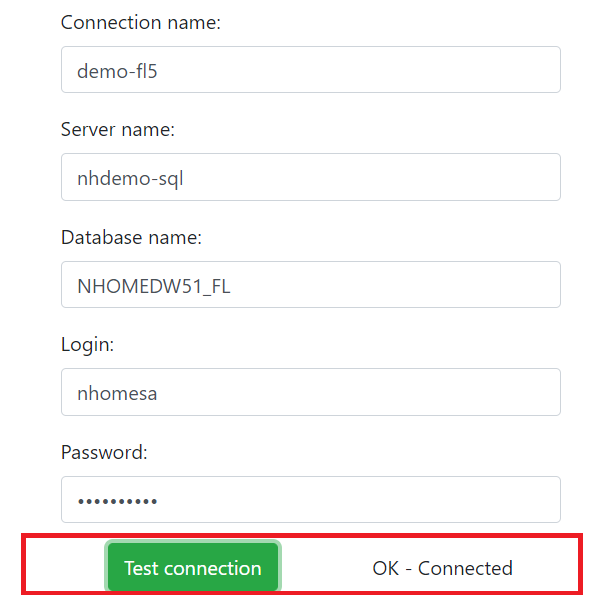 Connection name:
demo-fl5
Server name:
nhdemo-sql
Database name:
NHOMEDW51_FL
Login:
nhomesa
Password:
••••••••••
Test connection OK - Connected